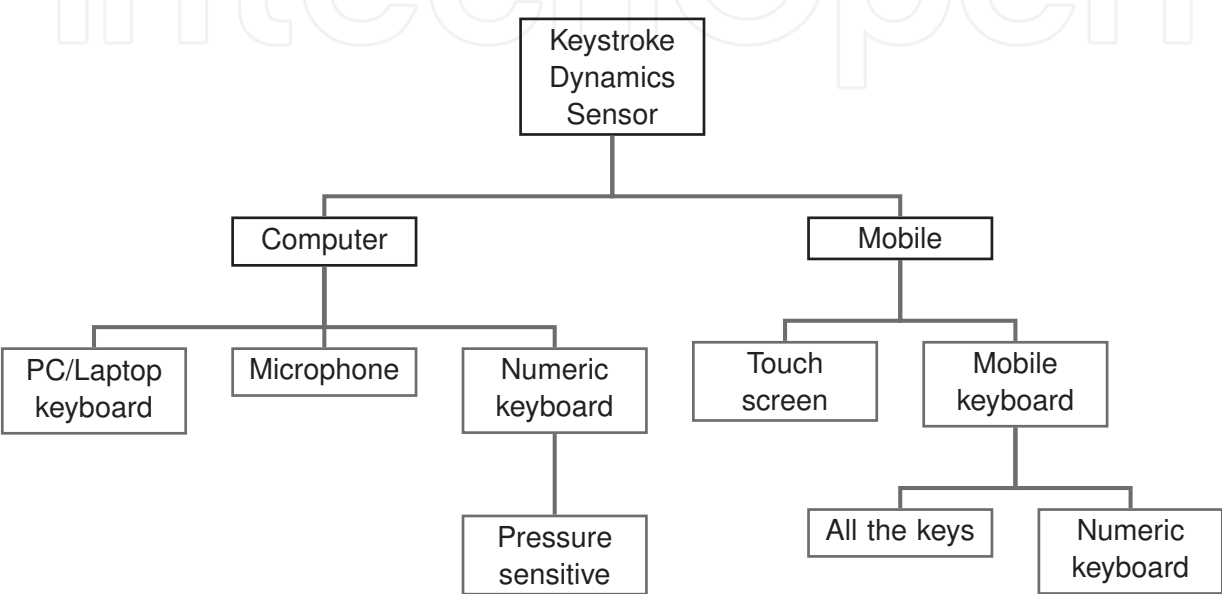 Keystroke
Dynamics
Sensor
Computer
Mobile
PC/Laptop
keyboard
Microphone
Numeric
keyboard
Touch
screen
Mobile
keyboard
Pressure
sensitive
All the keys
Numeric
keyboard